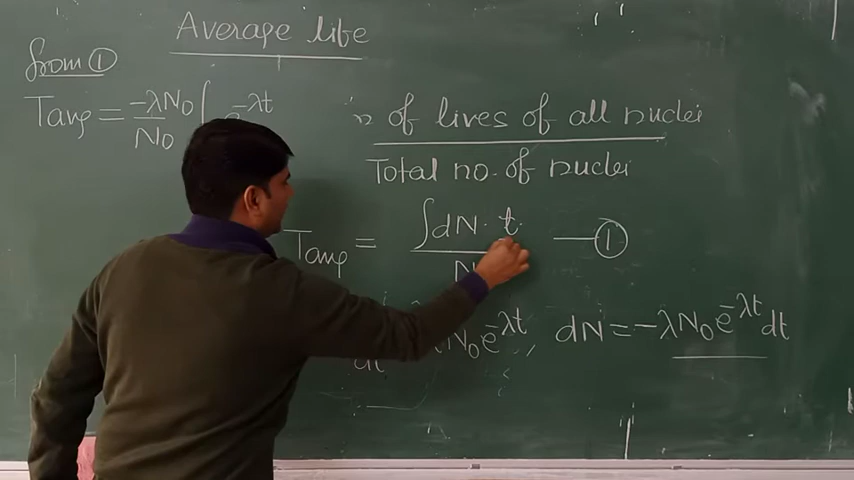 Average life
from ①
Tavg = -λN₀/N₀ ∫ e^-λt
n of lives of all nuclei
Total no. of nuclei
Tavg = ∫dN · t / N — ①
N₀e^-λt, dN = -λN₀e^-λt dt
dt